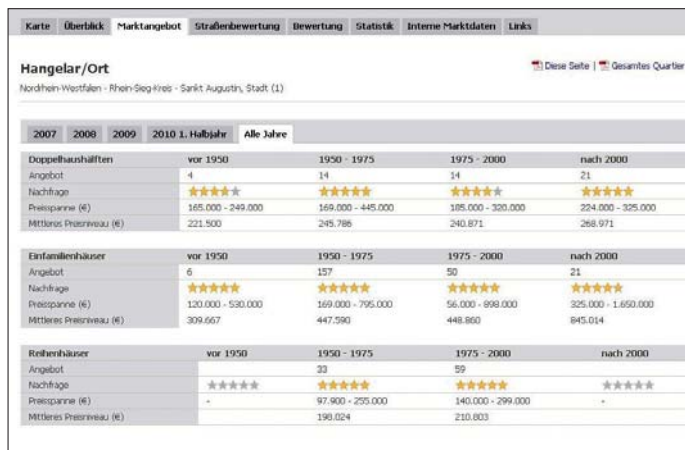 Karte Überblick Marktangebot Straßenbewertung Bewertung Statistik Interne Marktdaten Links
Hangelar/Ort Diese Seite | Gesamtes Quartier
Nordrhein-Westfalen - Rhein-Sieg-Kreis - Sankt Augustin, Stadt (1)
2007 2008 2009 2010 1. Halbjahr Alle Jahre
Doppelhaushälften vor 1950 1950 - 1975 1975 - 2000 nach 2000
Angebot 4 14 14 21
Nachfrage
Preisspanne (€) 165.000 - 249.000 169.000 - 445.000 185.000 - 320.000 224.000 - 325.000
Mittleres Preisniveau (€) 221.500 245.786 240.871 268.971
Einfamilienhäuser vor 1950 1950 - 1975 1975 - 2000 nach 2000
Angebot 6 157 50 21
Nachfrage
Preisspanne (€) 120.000 - 530.000 169.000 - 795.000 56.000 - 898.000 325.000 - 1.650.000
Mittleres Preisniveau (€) 309.667 447.590 448.860 845.014
Reihenhäuser vor 1950 1950 - 1975 1975 - 2000 nach 2000
Angebot 33 59
Nachfrage
Preisspanne (€) - 97.900 - 255.000 140.000 - 299.000 -
Mittleres Preisniveau (€) 198.024 210.803